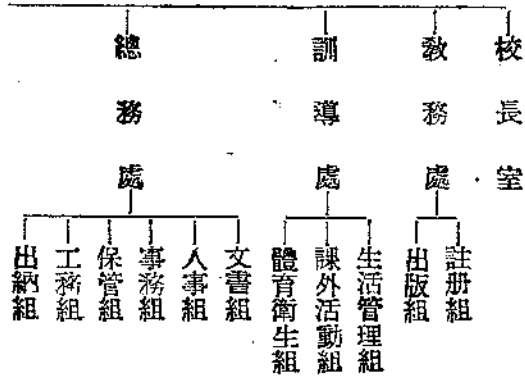 校長室
教務處
註册組
出版組
訓導處
生活管理組
課外活動組
體育衛生組
總務處
文書組
人事組
事務組
保管組
工務組
出納組